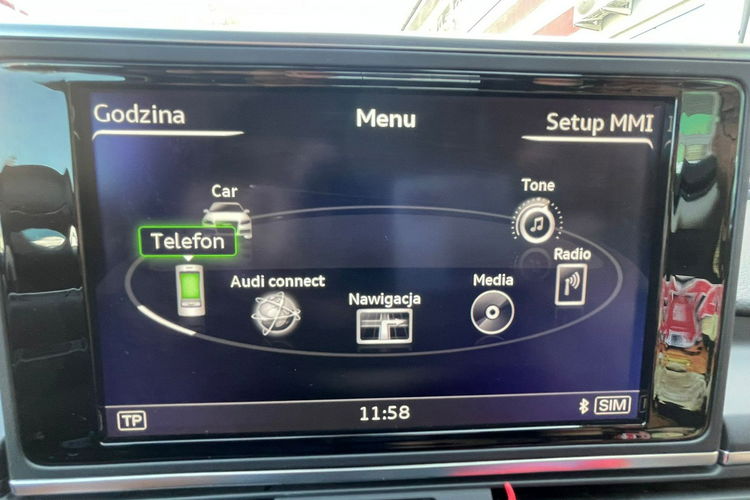 Godzina
Menu
Setup MMI
Car
Tone
Telefon
Radio
Audi connect
Media
Nawigacja
TP
11:58
SIM